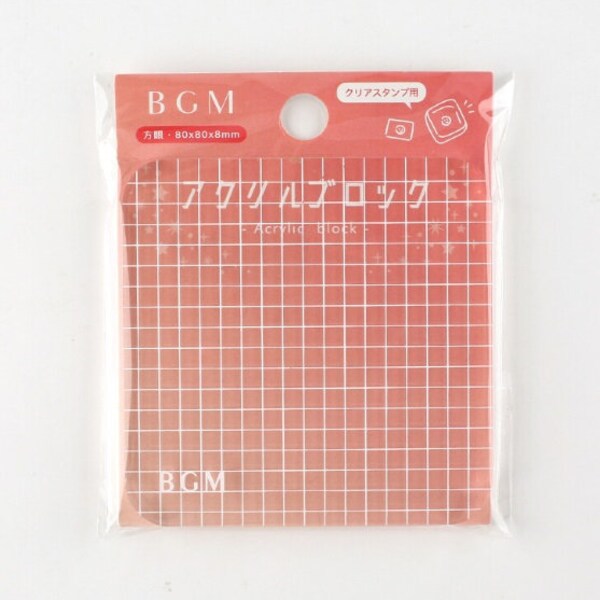 BGM
クリアスタンプ用
方眼・80x80x8mm
アクリルブロック
- Acrylic block -
BGM